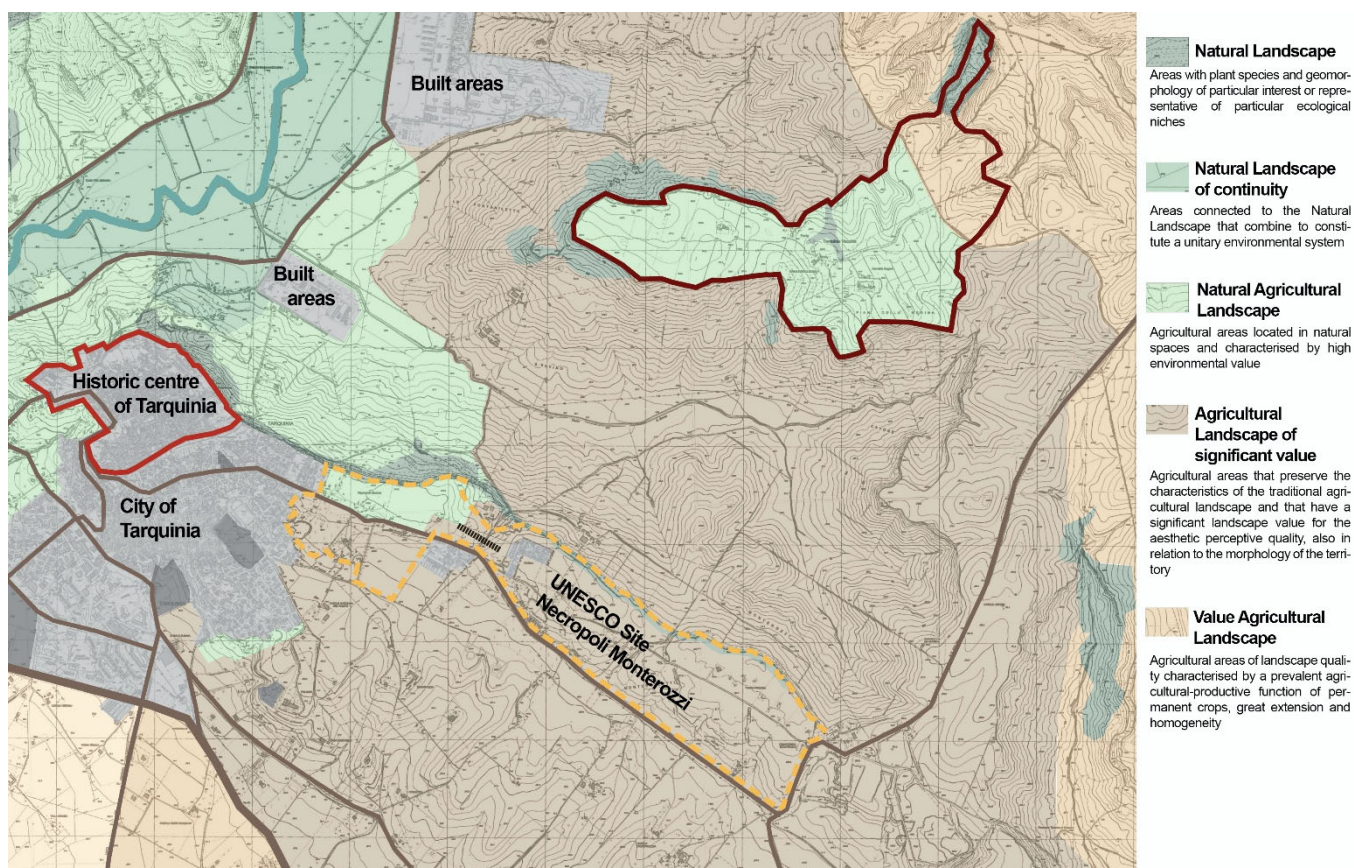 Built areas
Built
areas
Historic centre
of Tarquinia
City of
Tarquinia
UNESCO Site
Necropoli Monterozzi
Natural Landscape
Areas with plant species and geomor-
phology of particular interest or repre-
sentative of particular ecological
niches
Natural Landscape
of continuity
Areas connected to the Natural
Landscape that combine to consti-
tute a unitary environmental system
Natural Agricultural
Landscape
Agricultural areas located in natural
spaces and characterised by high
environmental value
Agricultural
Landscape of
significant value
Agricultural areas that preserve the
characteristics of the traditional agri-
cultural landscape and that have a
significant landscape value for the
aesthetic perceptive quality, also in
relation to the morphology of the terri-
tory
Value Agricultural
Landscape
Agricultural areas of landscape quali-
ty characterised by a prevalent agri-
cultural-productive function of per-
manent crops, great extension and
homogeneity